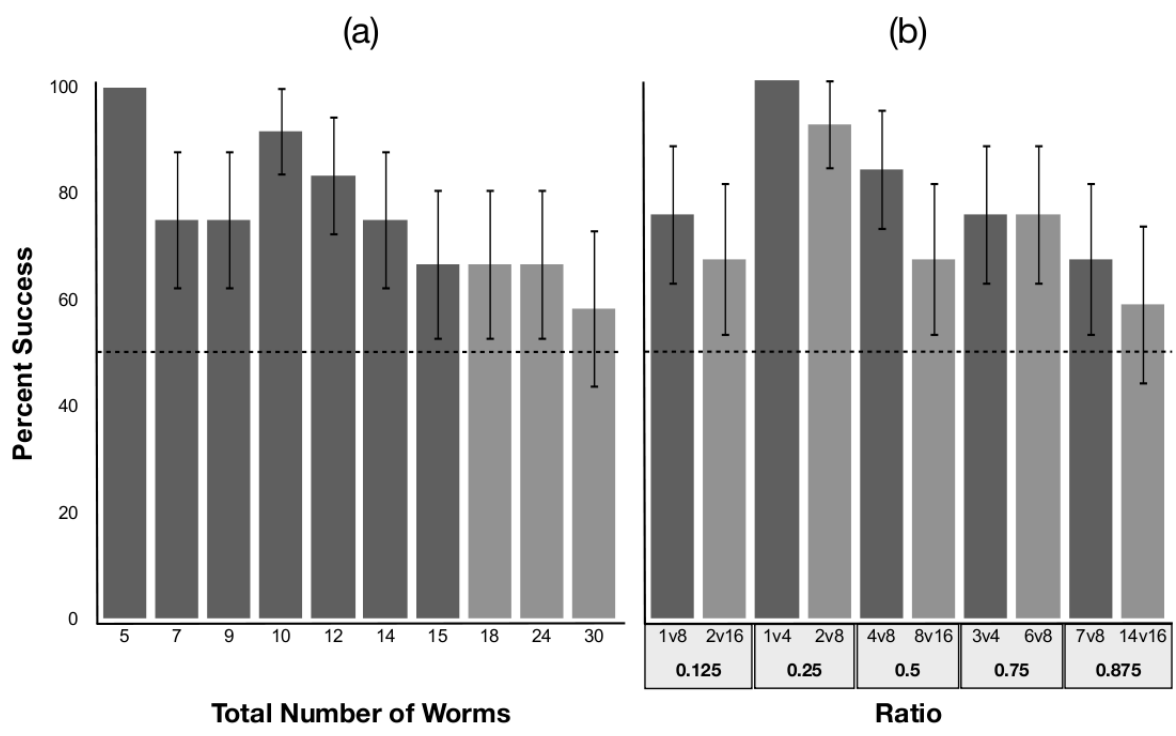 (a)
Percent Success
100
80
60
40
20
0
5 7 9 10 12 14 15 18 24 30
Total Number of Worms
(b)
1v8 2v16 1v4 2v8 4v8 8v16 3v4 6v8 7v8 14v16
0.125 0.25 0.5 0.75 0.875
Ratio